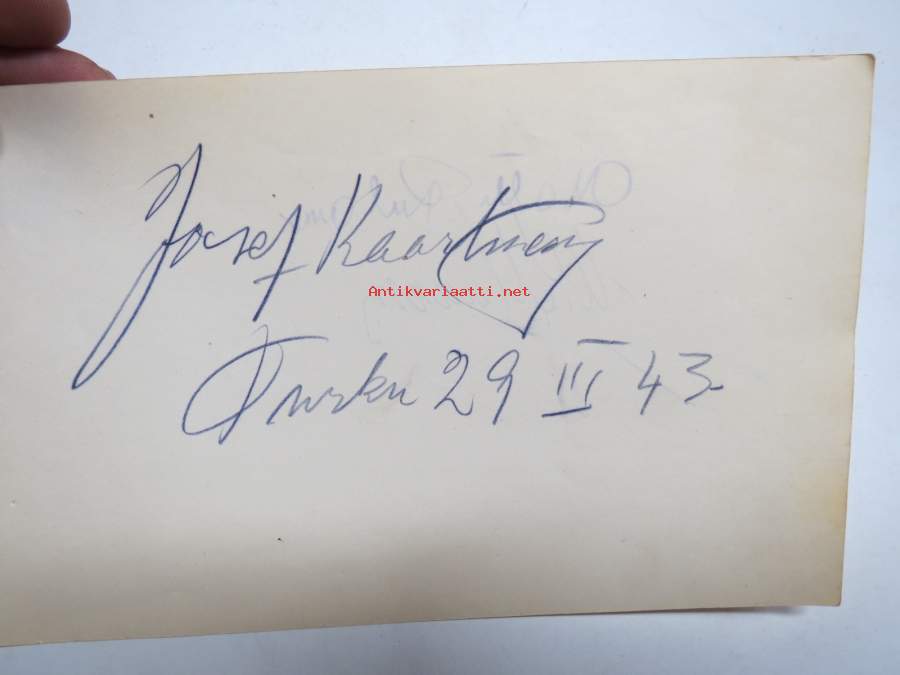 Josef Kaartinen
Antikvariaatti.net
Turku 29 III 43